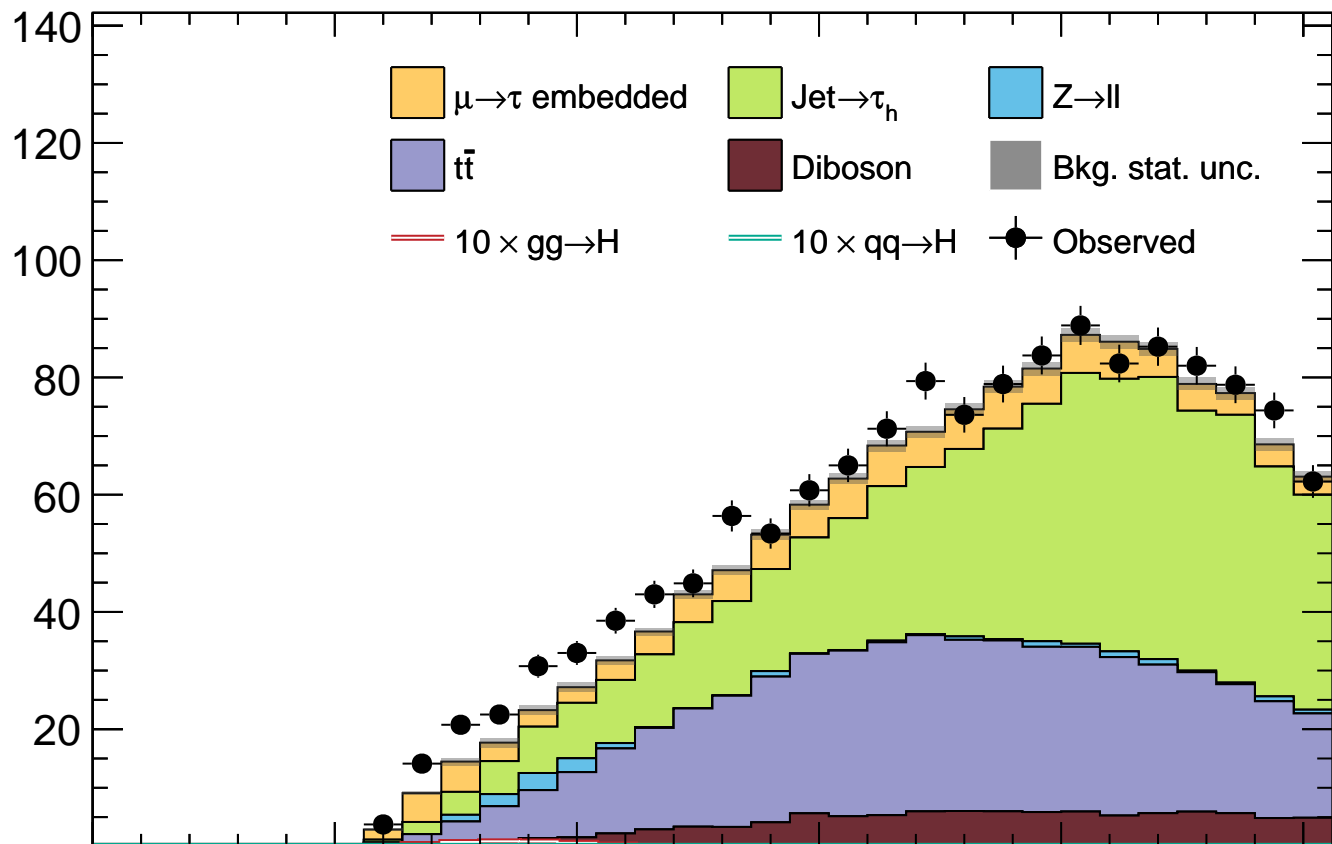 140
μ→τ embedded Jet→τₕ Z→ll
120
tt̄ Diboson Bkg. stat. unc.
10 × gg→H 10 × qq→H Observed
100
80
60
40
20